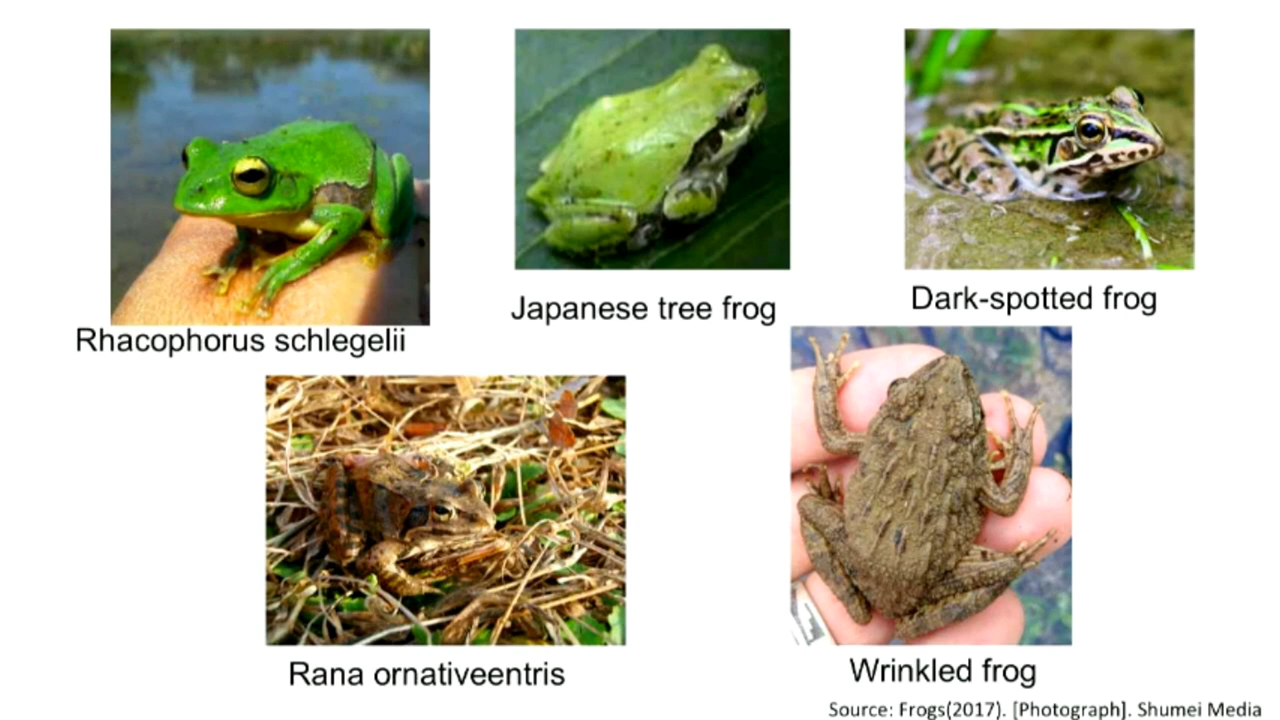 Rhacophorus schlegelii
Japanese tree frog
Dark-spotted frog
Rana ornativeentris
Wrinkled frog
Source: Frogs(2017). [Photograph]. Shumei Media